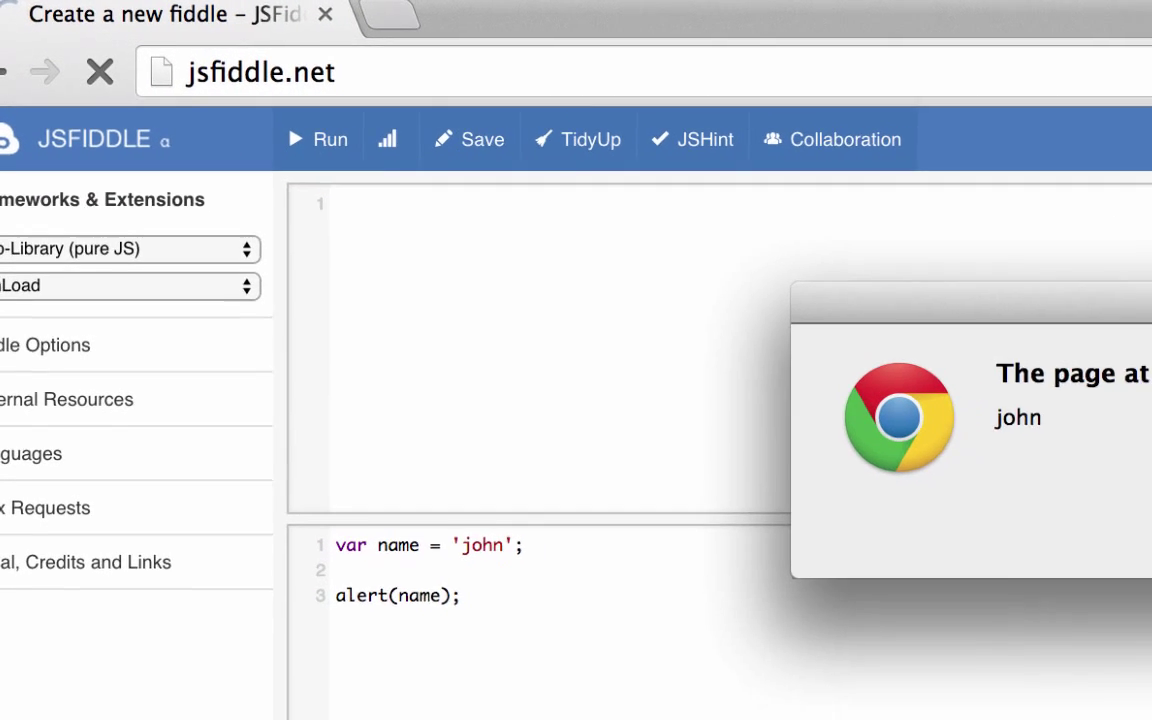 Create a new fiddle – JSFid
jsfiddle.net
JSFIDDLE α
Run
Save
TidyUp
JSHint
Collaboration
meworks & Extensions
o-Library (pure JS)
Load
dle Options
ernal Resources
guages
x Requests
al, Credits and Links
1
The page at
john
1 var name = 'john';
2
3 alert(name);